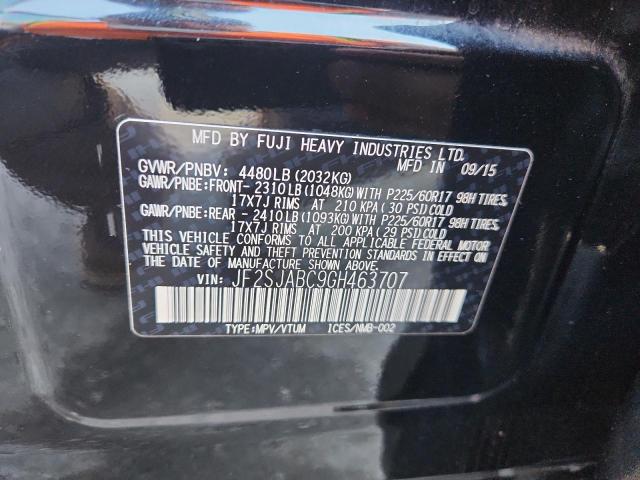 MFD BY FUJI HEAVY INDUSTRIES LTD.
MFD IN 09/15
GVWR/PNBV: 4480LB(2032KG)
GAWR/PNBE:FRONT- 2310LB(1048KG)WITH P225/60R17 98H TIRES,
17X7J RIMS AT 210 KPA(30 PSI)COLD
GAWR/PNBE:REAR - 2410LB(1093KG)WITH P225/60R17 98H TIRES,
17X7J RIMS AT 200 KPA(29 PSI)COLD
THIS VEHICLE CONFORMS TO ALL APPLICABLE FEDERAL MOTOR
VEHICLE SAFETY AND THEFT PREVENTION STANDARDS IN EFFECT ON
THE DATE OF MANUFACTURE SHOWN ABOVE.
VIN: JF2SJABC9GH463707
TYPE:MPV/VTUM ICES/NMB-002